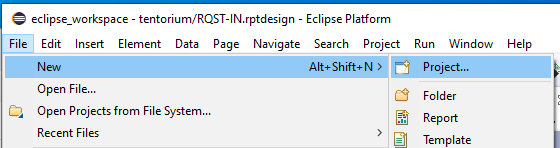 eclipse_workspace - tentorium/RQST-IN.rptdesign - Eclipse Platform
File Edit Insert Element Data Page Navigate Search Project Run Window Help
New Alt+Shift+N > Project...
Open File... Folder
Open Projects from File System... Report
Recent Files > Template